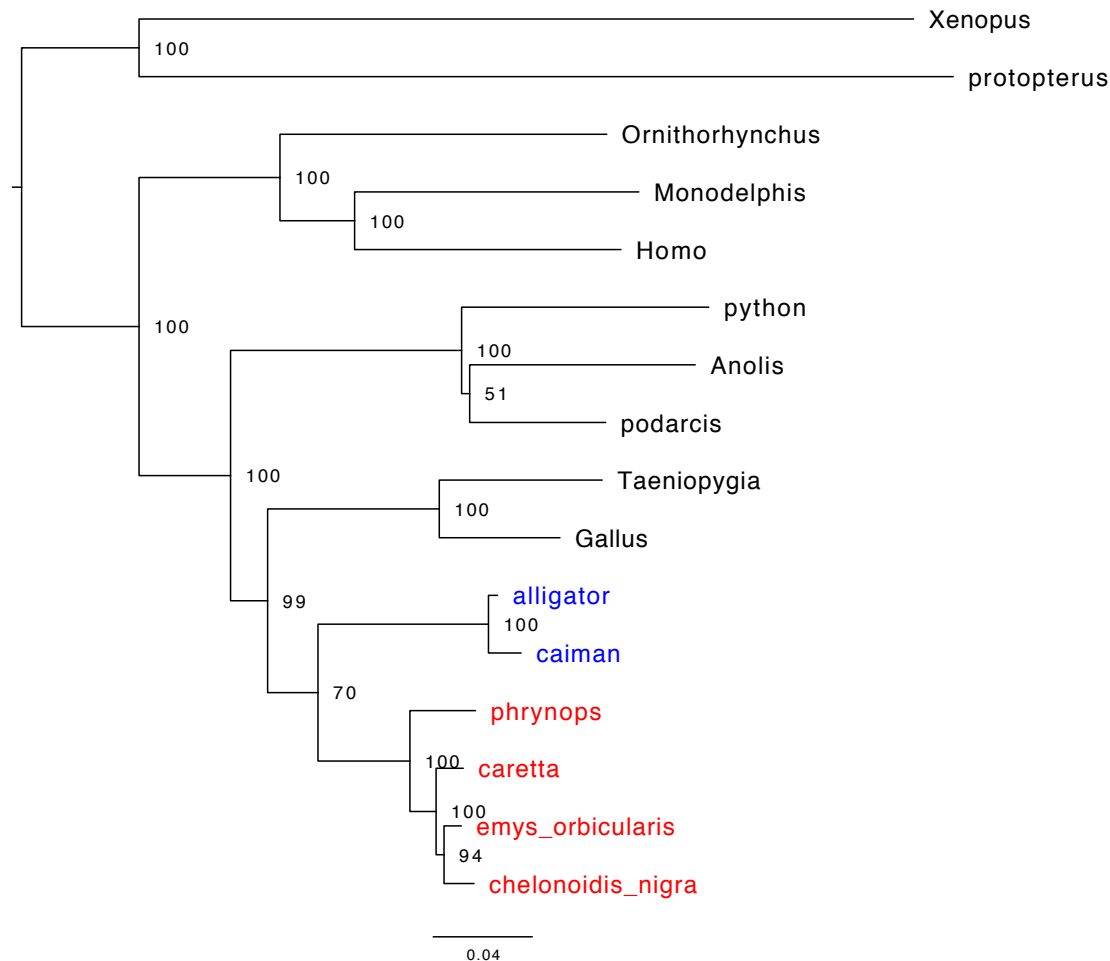 Xenopus
100
protopterus
Ornithorhynchus
100
Monodelphis
100
Homo
python
100
Anolis
51
podarcis
100
100
Taeniopygia
100
Gallus
99
alligator
100
caiman
70
phrynops
100
caretta
100
emys_orbicularis
94
chelonoidis_nigra
0.04